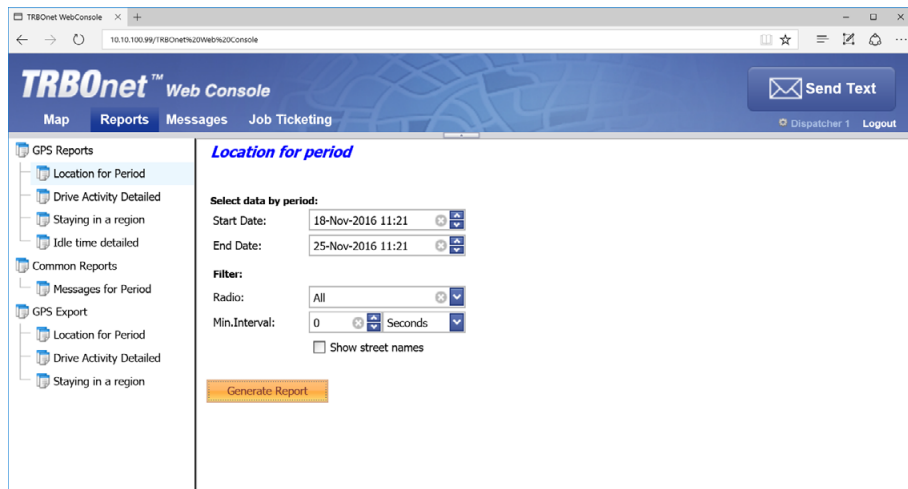 TRBOnet WebConsole
10.10.100.99/TRBOnet%20Web%20Console
TRBOnet™ Web Console
Send Text
Map Reports Messages Job Ticketing
Dispatcher 1 Logout
GPS Reports
Location for Period
Drive Activity Detailed
Staying in a region
Idle time detailed
Common Reports
Messages for Period
GPS Export
Location for Period
Drive Activity Detailed
Staying in a region
Location for period
Select data by period:
Start Date: 18-Nov-2016 11:21
End Date: 25-Nov-2016 11:21
Filter:
Radio: All
Min.Interval: 0 Seconds
Show street names
Generate Report